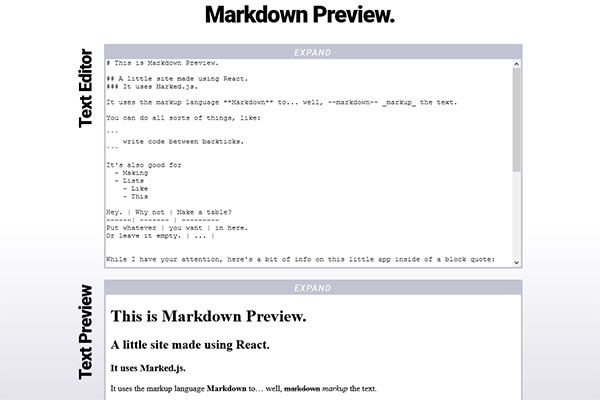 Markdown Preview.
Text Editor
EXPAND
# This is Markdown Preview.
## A little site made using React.
### It uses Marked.js.
It uses the markup language **Markdown** to... well, ~~markdown~~ _markup_ the text.
You can do all sorts of things, like:
```
write code between backticks.
```
It's also good for
- Making
- Lists
- Like
- This
Hey. | Why not | Make a table?
------| ------- | ---------
Put whatever | you want | in here.
Or leave it empty. | ... |
While I have your attention, here's a bit of info on this little app inside of a block quote:
Text Preview
EXPAND
This is Markdown Preview.
A little site made using React.
It uses Marked.js.
It uses the markup language Markdown to… well, markdown markup the text.